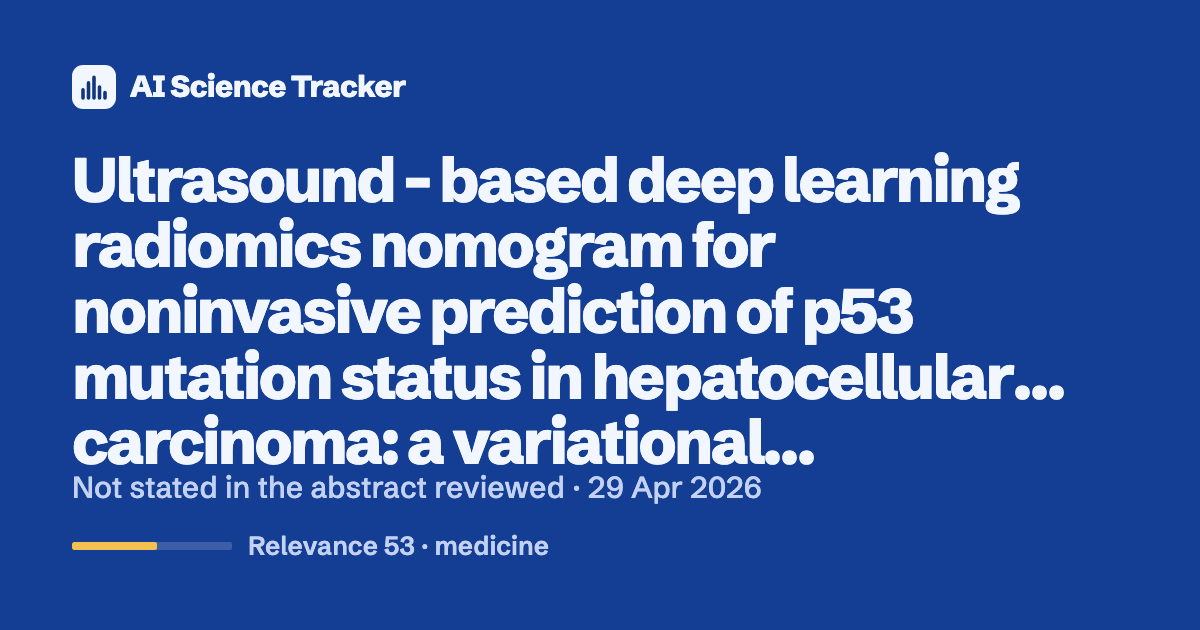 AI Science Tracker
Ultrasound - based deep learning
radiomics nomogram for
noninvasive prediction of p53
mutation status in hepatocellular...
carcinoma: a variational...
Not stated in the abstract reviewed · 29 Apr 2026
Relevance 53 · medicine